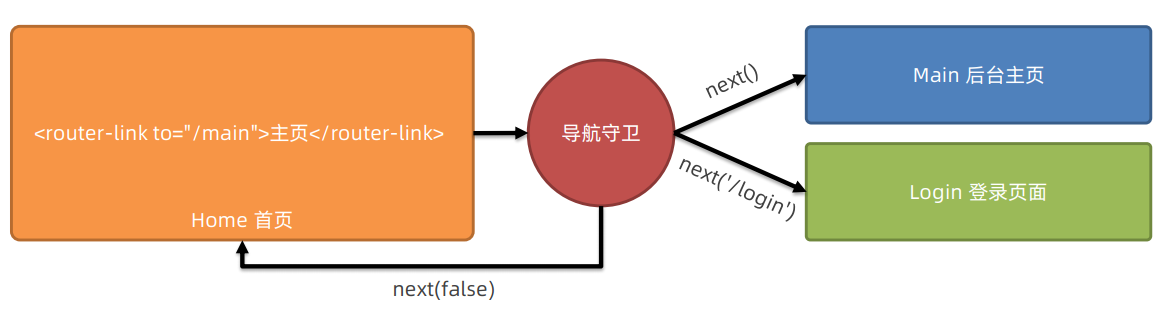 <router-link to="/main">主页</router-link>
Home 首页
导航守卫
next()
next('/login')
next(false)
Main 后台主页
Login 登录页面